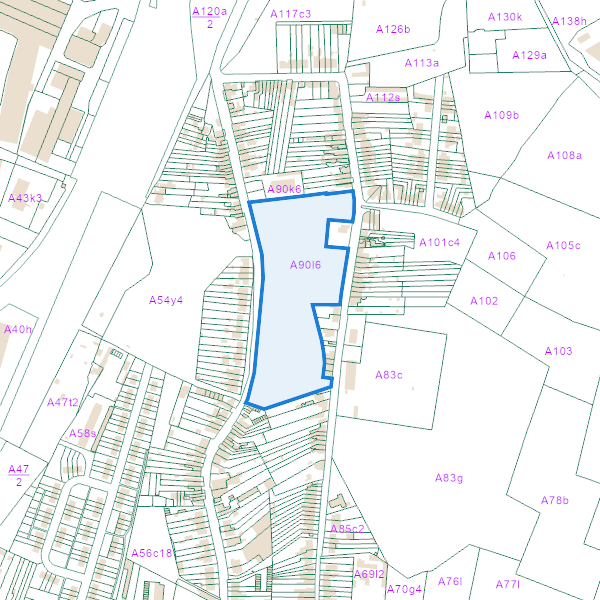 A120a
2
A117c3
A126b
A130k
A138h
A129a
A113a
A112s
A109b
A108a
A43k3
A90k6
A101c4
A106
A105c
A90l6
A54y4
A102
A40h
A103
A83c
A47t2
A58s
A47
2
A83g
A78b
A85c2
A56c18
A69l2
A70g4
A76l
A77l